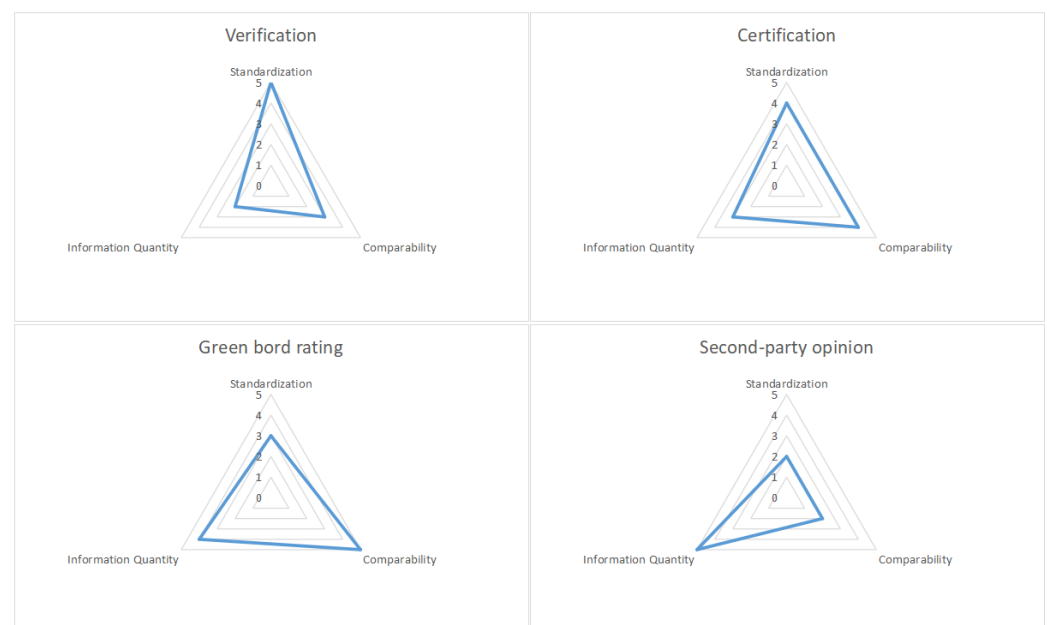 Verification
Standardization
5
4
3
2
1
0
Information Quantity
Comparability
Certification
Standardization
5
4
3
2
1
0
Information Quantity
Comparability
Green bord rating
Standardization
5
4
3
2
1
0
Information Quantity
Comparability
Second-party opinion
Standardization
5
4
3
2
1
0
Information Quantity
Comparability